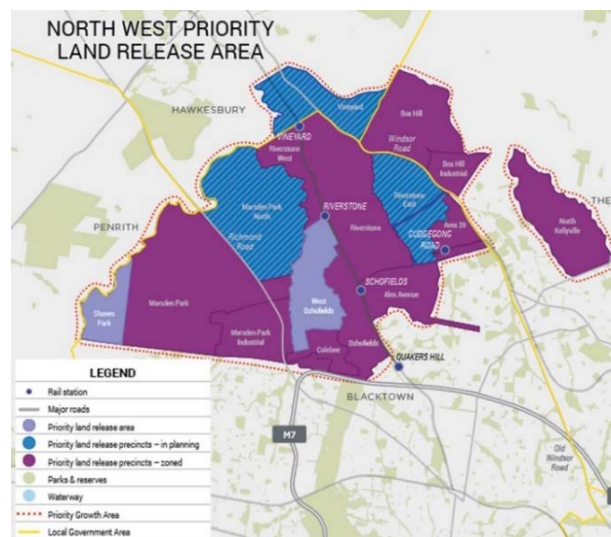 NORTH WEST PRIORITY
LAND RELEASE AREA
HAWKESBURY
Vineyard
VINEYARD
Box Hill
Windsor
Road
Riverstone
West
Box Hill
Industrial
Marsden Park
North
Riverstone
East
THE
PENRITH
RIVERSTONE
Riverstone
Area 20
North
Kellyville
Richmond
Road
CUDGEGONG
ROAD
Shanes
Park
Marsden Park
West
Schofields
SCHOFIELDS
Alex Avenue
Marsden Park
Industrial
Colebee
Schofields
QUAKERS HILL
BLACKTOWN
M7
Old
Windsor
Road
LEGEND
Rail station
Major roads
Priority land release area
Priority land release precincts – in planning
Priority land release precincts – zoned
Parks & reserves
Waterway
Priority Growth Area
Local Government Area